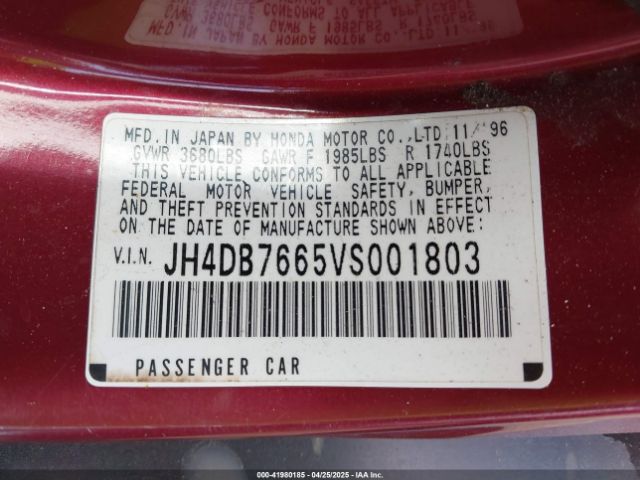 MFD. IN JAPAN BY HONDA MOTOR CO., LTD 11/96
GVWR 3680LBS GAWR F 1985LBS R 1740LBS
THIS VEHICLE CONFORMS TO ALL APPLICABLE
FEDERAL MOTOR VEHICLE SAFETY, BUMPER,
AND THEFT PREVENTION STANDARDS IN EFFECT
ON THE DATE OF MANUFACTURE SHOWN ABOVE:
V.I.N. JH4DB7665VS001803
PASSENGER CAR
©IAA-41980185 - 04/25/2025 - IAAI.COM